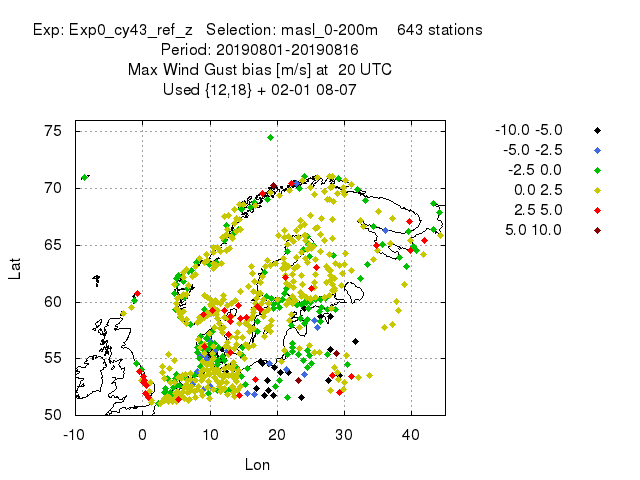 Exp: Exp0_cy43_ref_z Selection: masl_0-200m 643 stations
Period: 20190801-20190816
Max Wind Gust bias [m/s] at 20 UTC
Used {12,18} + 02-01 08-07
-10.0 -5.0
-5.0 -2.5
-2.5 0.0
0.0 2.5
2.5 5.0
5.0 10.0
75
70
65
60
55
50
Lat
-10 0 10 20 30 40
Lon